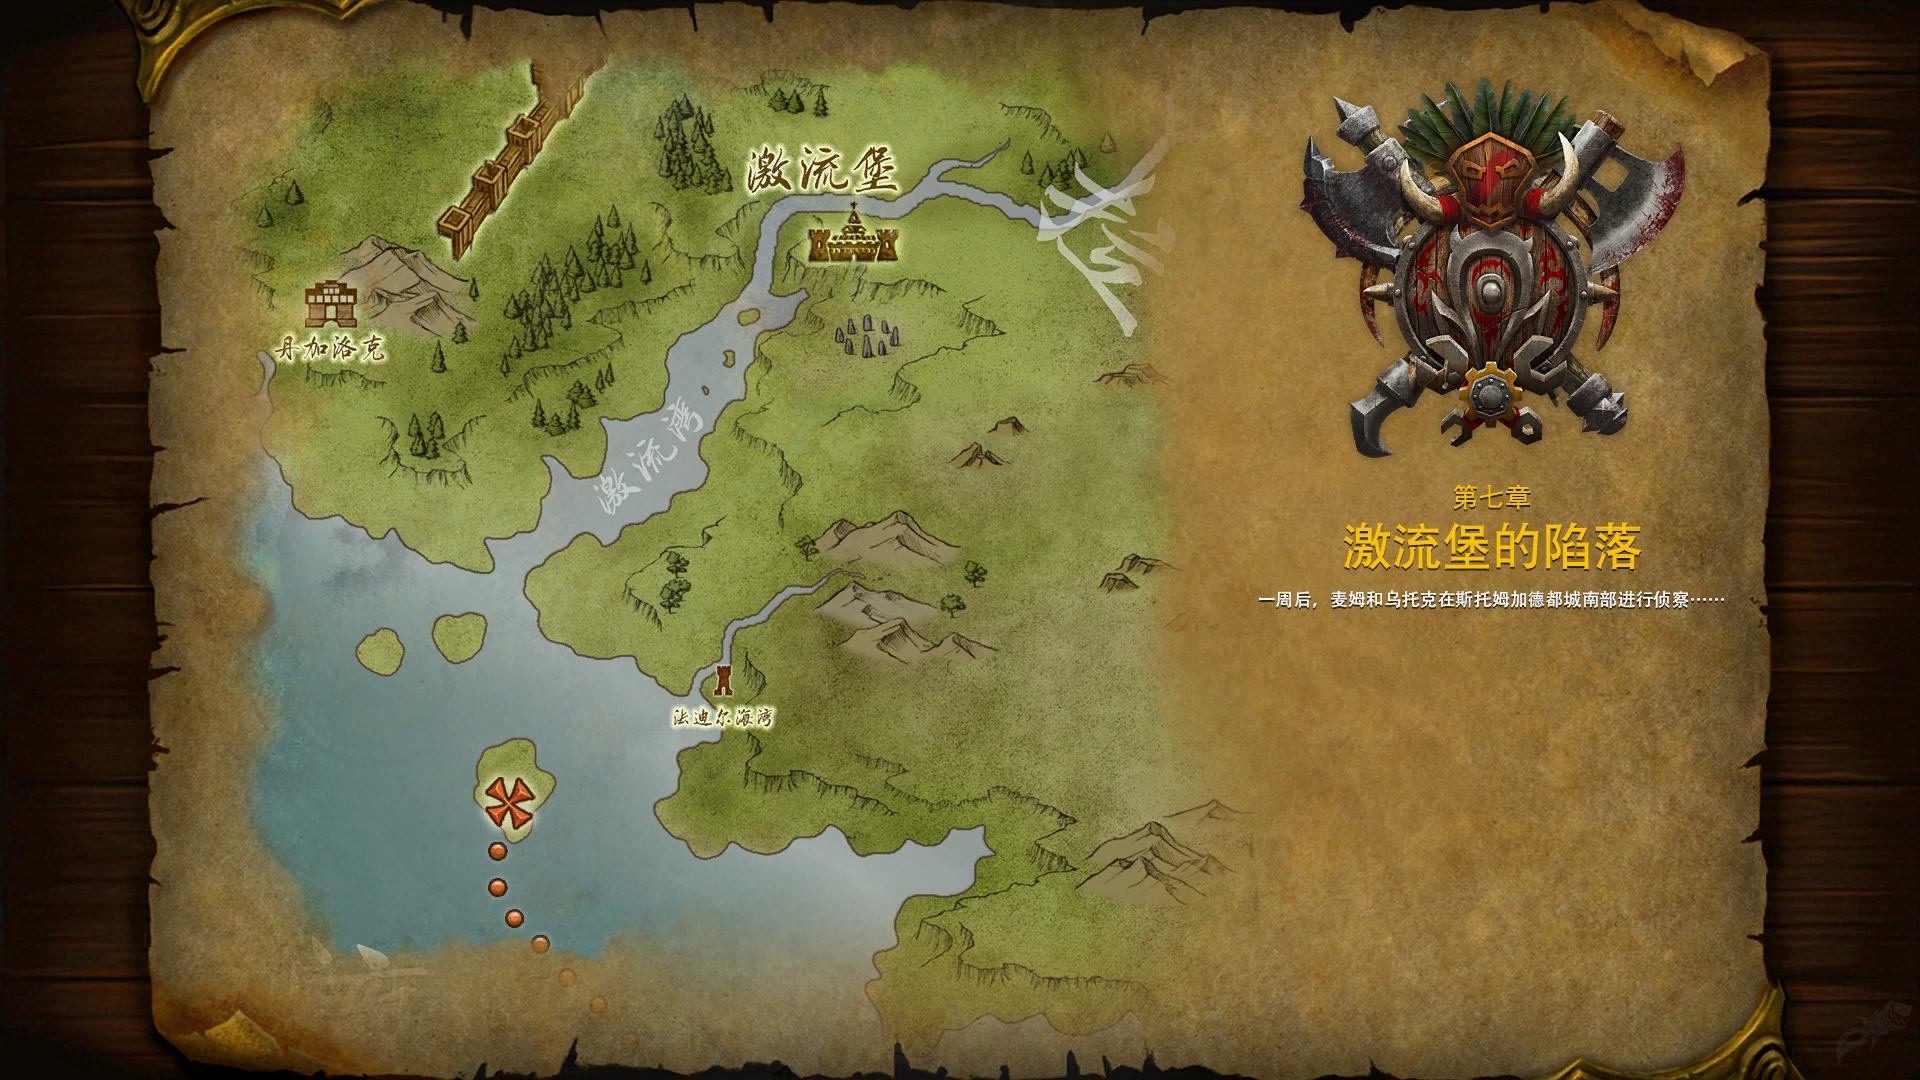 激流堡
丹加洛克
激流湾
法迪尔海湾
第七章
激流堡的陷落
一周后，麦姆和乌托克在斯托姆加德都城南部进行侦察……